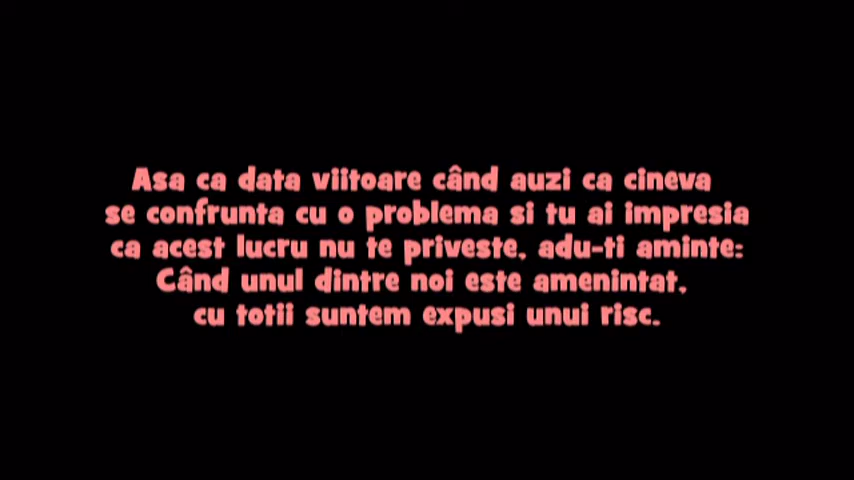 Asa ca data viitoare când auzi ca cineva
se confrunta cu o problema si tu ai impresia
ca acest lucru nu te priveste, adu-ti aminte:
Când unul dintre noi este amenintat,
cu totii suntem expusi unui risc.